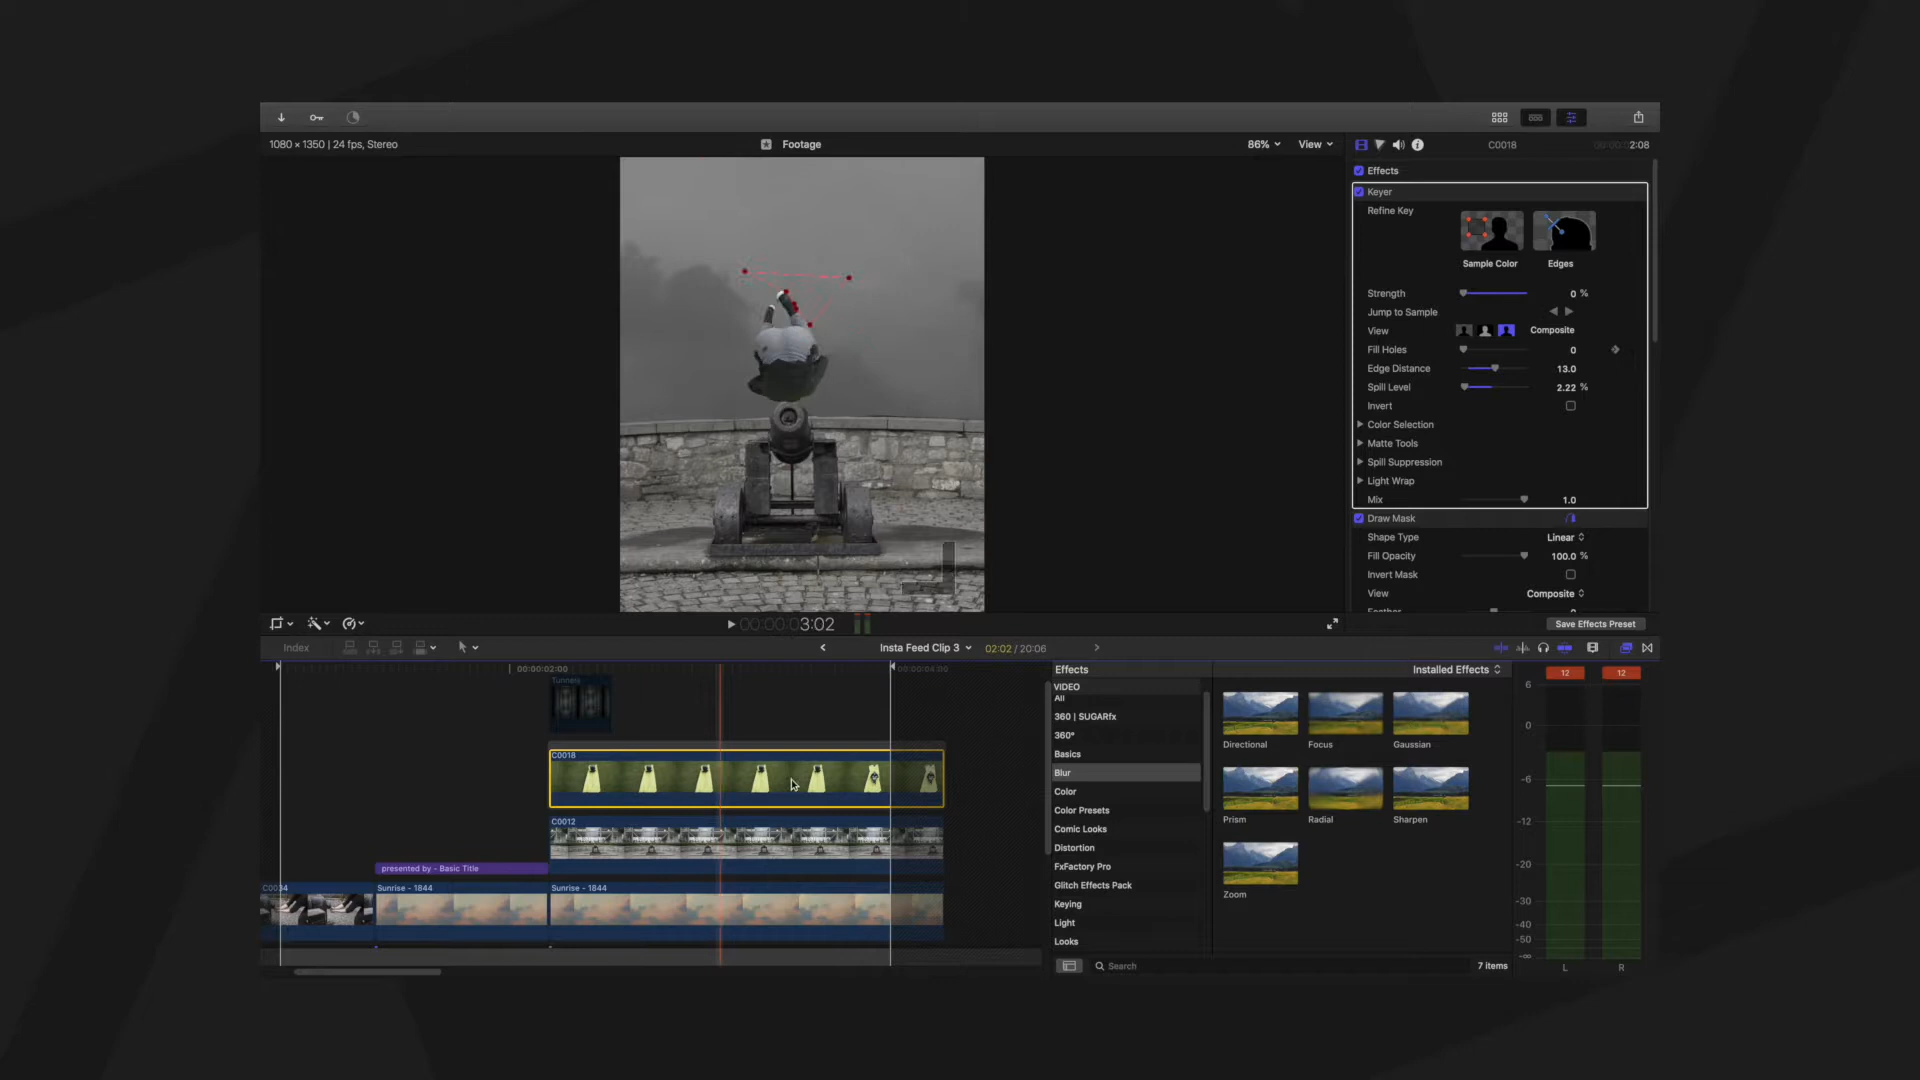 1080 × 1350 | 24 fps, Stereo
Footage
86%
View
C0018
2:08
Effects
Keyer
Refine Key
Sample Color
Edges
Strength
0 %
Jump to Sample
View
Composite
Fill Holes
0
Edge Distance
13.0
Spill Level
2.22 %
Invert
Color Selection
Matte Tools
Spill Suppression
Light Wrap
Mix
1.0
Draw Mask
Shape Type
Linear
Fill Opacity
100.0 %
Invert Mask
View
Composite
Feather
0
00:00:03:02
Save Effects Preset
Index
Insta Feed Clip 3
02:02 / 20:06
00:00:02:00
00:00:04:00
Tunnels
C0018
C0012
presented by - Basic Title
C0034
Sunrise - 1844
Sunrise - 1844
Effects
Installed Effects
VIDEO
All
360 | SUGARfx
360°
Basics
Blur
Color
Color Presets
Comic Looks
Distortion
FxFactory Pro
Glitch Effects Pack
Keying
Light
Looks
Directional
Focus
Gaussian
Prism
Radial
Sharpen
Zoom
Search
7 items
12
12
6
0
-6
-12
-20
-30
-40
-50
-∞
L
R